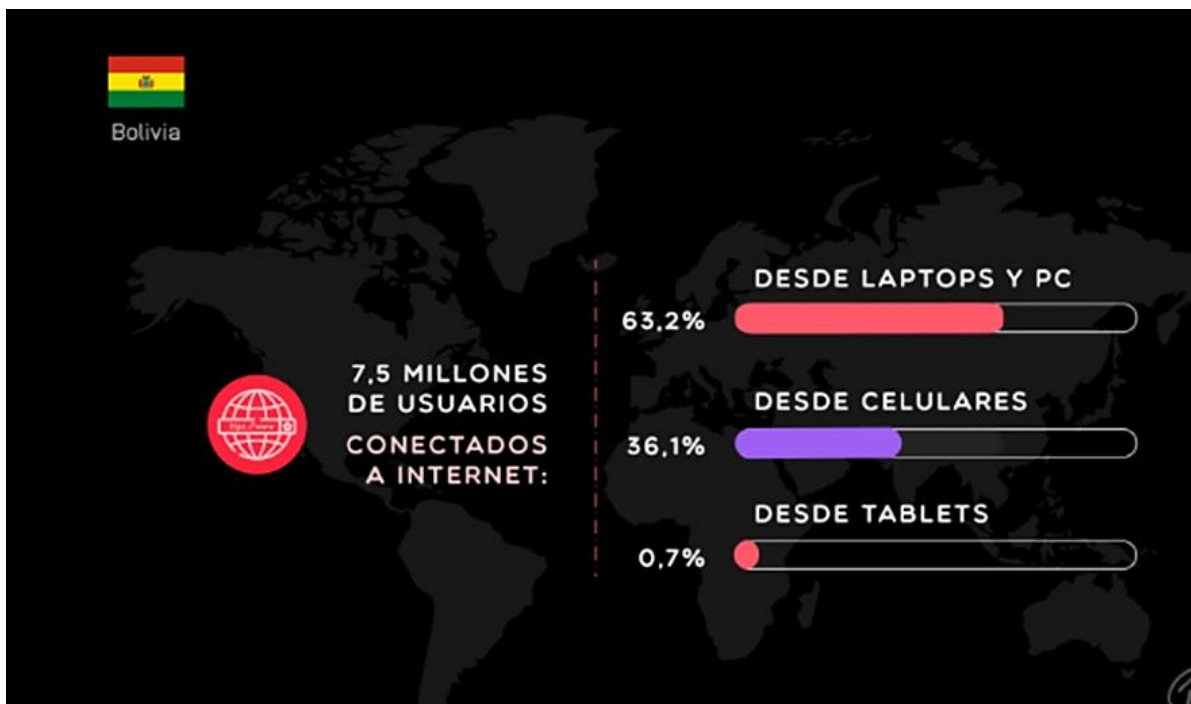 Bolivia
7,5 MILLONES
DE USUARIOS
CONECTADOS
A INTERNET:
DESDE LAPTOPS Y PC
63,2%
DESDE CELULARES
36,1%
DESDE TABLETS
0,7%